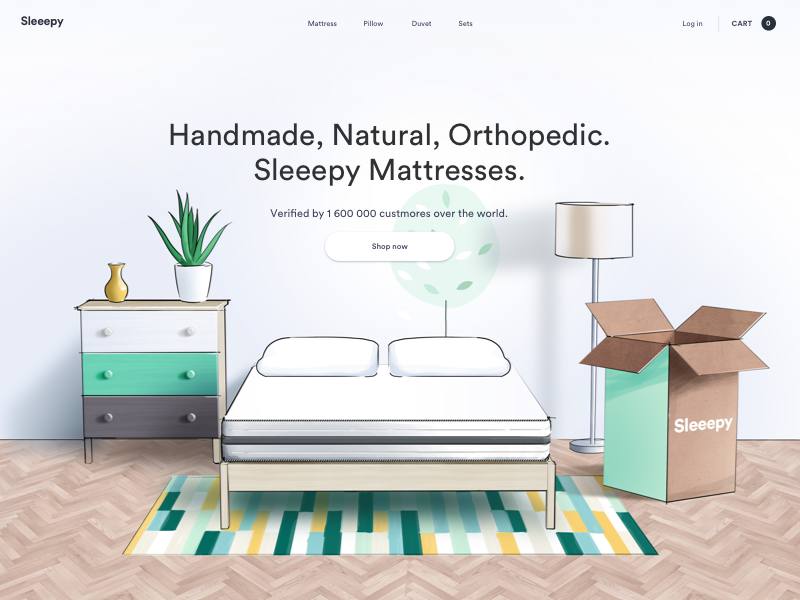 Sleeepy
Mattress Pillow Duvet Sets
Log in CART 0
Handmade, Natural, Orthopedic.
Sleeepy Mattresses.
Verified by 1 600 000 custmores over the world.
Shop now
Sleeepy